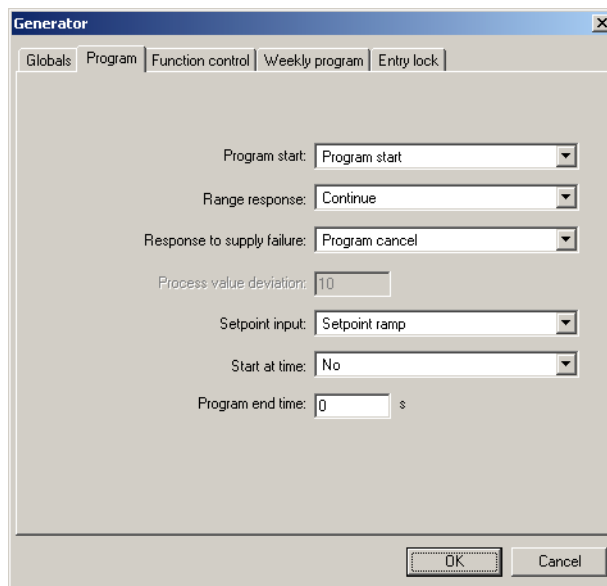 Generator
Globals Program Function control Weekly program Entry lock
Program start: Program start
Range response: Continue
Response to supply failure: Program cancel
Process value deviation: 10
Setpoint input: Setpoint ramp
Start at time: No
Program end time: 0 s
OK Cancel